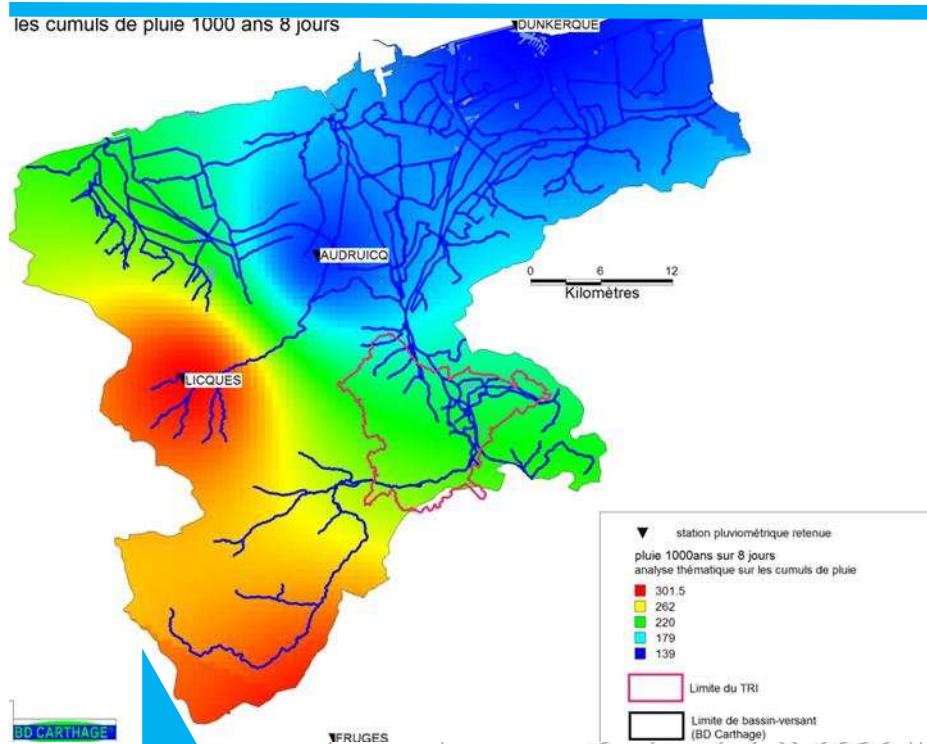 les cumuls de pluie 1000 ans 8 jours
DUNKERQUE
AUDRUICQ
0 6 12
Kilomètres
LICQUES
station pluviométrique retenue
pluie 1000ans sur 8 jours
analyse thématique sur les cumuls de pluie
301.5
262
220
179
139
Limite du TRI
Limite de bassin-versant
(BD Carthage)
BD CARTHAGE
FRUGES